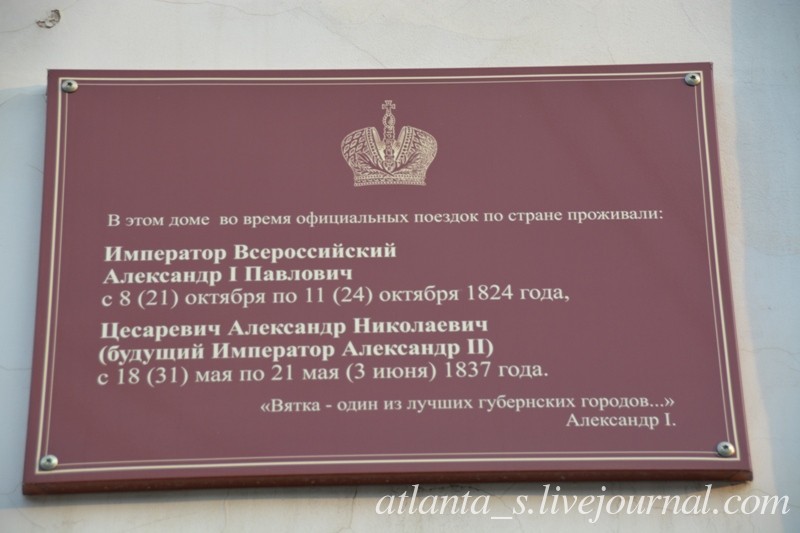 В этом доме во время официальных поездок по стране проживали:
Император Всероссийский
Александр I Павлович
с 8 (21) октября по 11 (24) октября 1824 года,
Цесаревич Александр Николаевич
(будущий Император Александр II)
с 18 (31) мая по 21 мая (3 июня) 1837 года.
«Вятка - один из лучших губернских городов...»
Александр I.
atlanta_s.livejournal.com